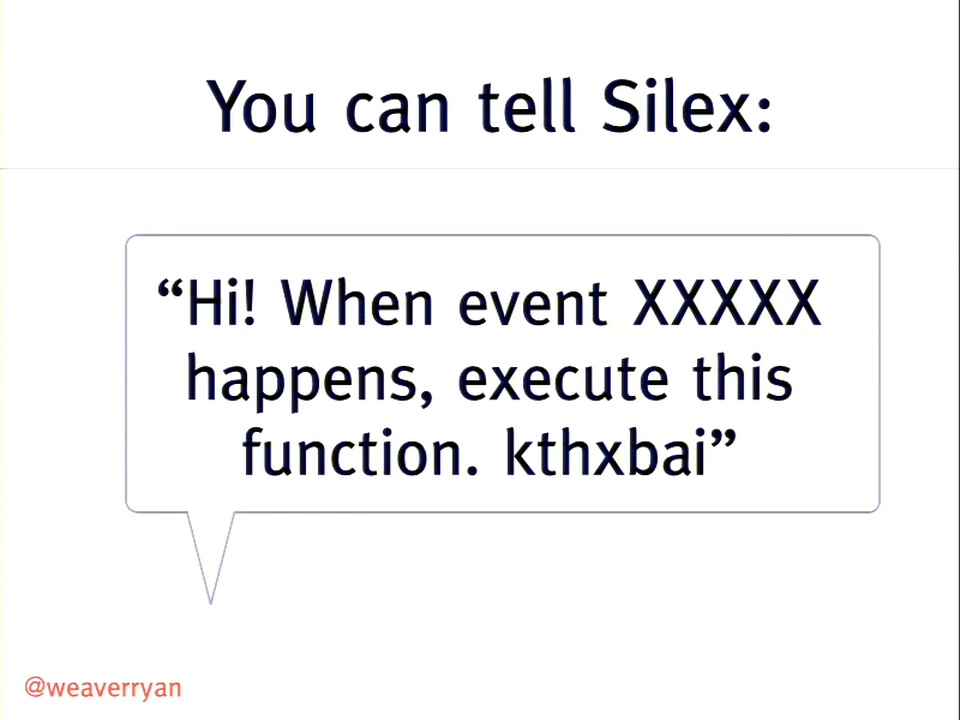 You can tell Silex:
“Hi! When event XXXXX
happens, execute this
function. kthxbai”
@weaverryan